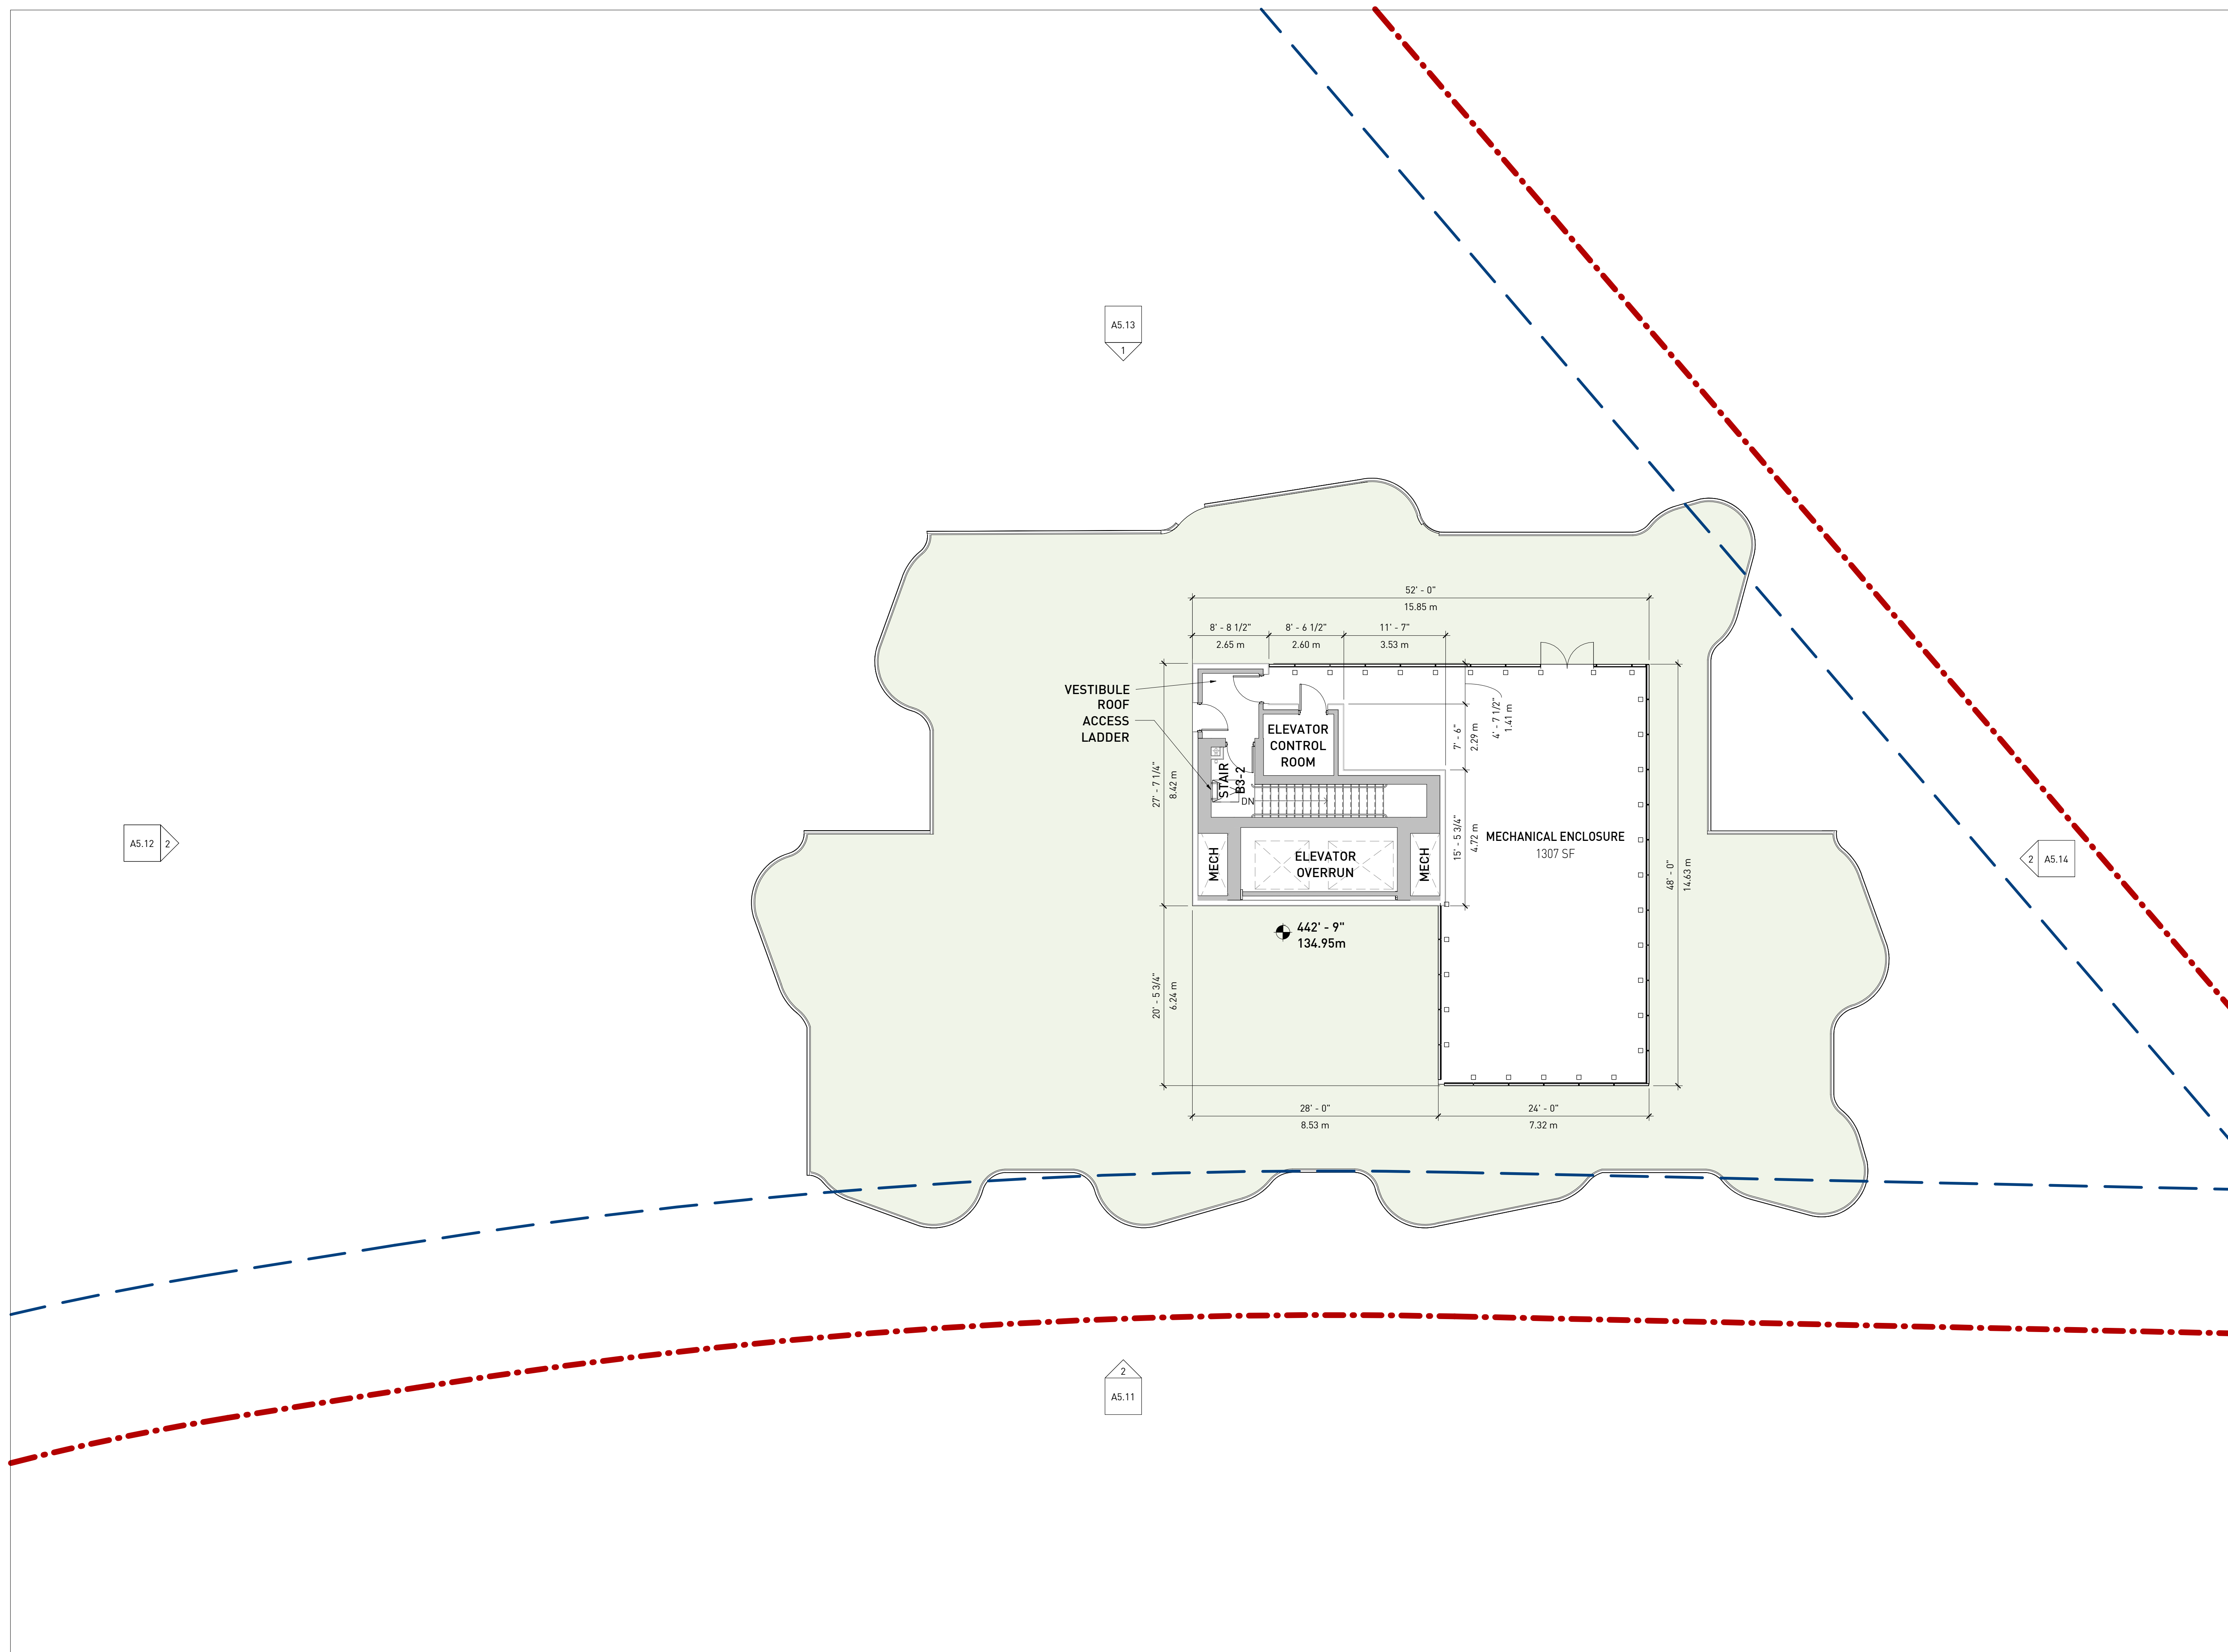 A5.13
1
52' - 0"
15.85 m
8' - 8 1/2"
8' - 6 1/2"
11' - 7"
2.65 m
2.60 m
3.53 m
VESTIBULE
ROOF
ACCESS
LADDER
ELEVATOR
CONTROL
ROOM
4' - 7 1/2"
1.41 m
7' - 6"
2.29 m
STAIR
B3-2
DN
27' - 7 1/4"
8.42 m
15' - 5 3/4"
4.72 m
MECHANICAL ENCLOSURE
1307 SF
A5.12
2
MECH
ELEVATOR
OVERRUN
MECH
48' - 0"
14.63 m
2
A5.14
442' - 9"
134.95m
20' - 5 3/4"
6.24 m
28' - 0"
8.53 m
24' - 0"
7.32 m
2
A5.11